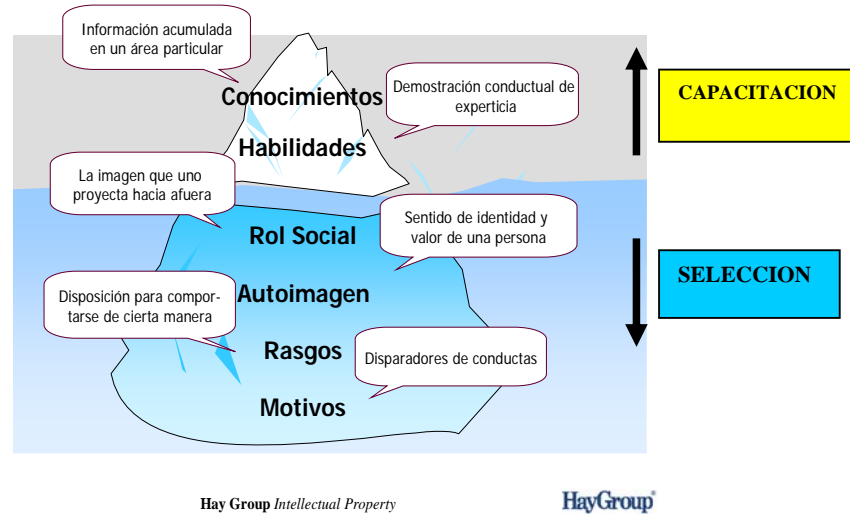 Información acumulada
en un área particular
Conocimientos
Demostración conductual de
experticia
CAPACITACION
Habilidades
La imagen que uno
proyecta hacia afuera
Rol Social
Sentido de identidad y
valor de una persona
SELECCION
Autoimagen
Disposición para compor-
tarse de cierta manera
Rasgos
Disparadores de conductas
Motivos
Hay Group Intellectual Property
HayGroup®